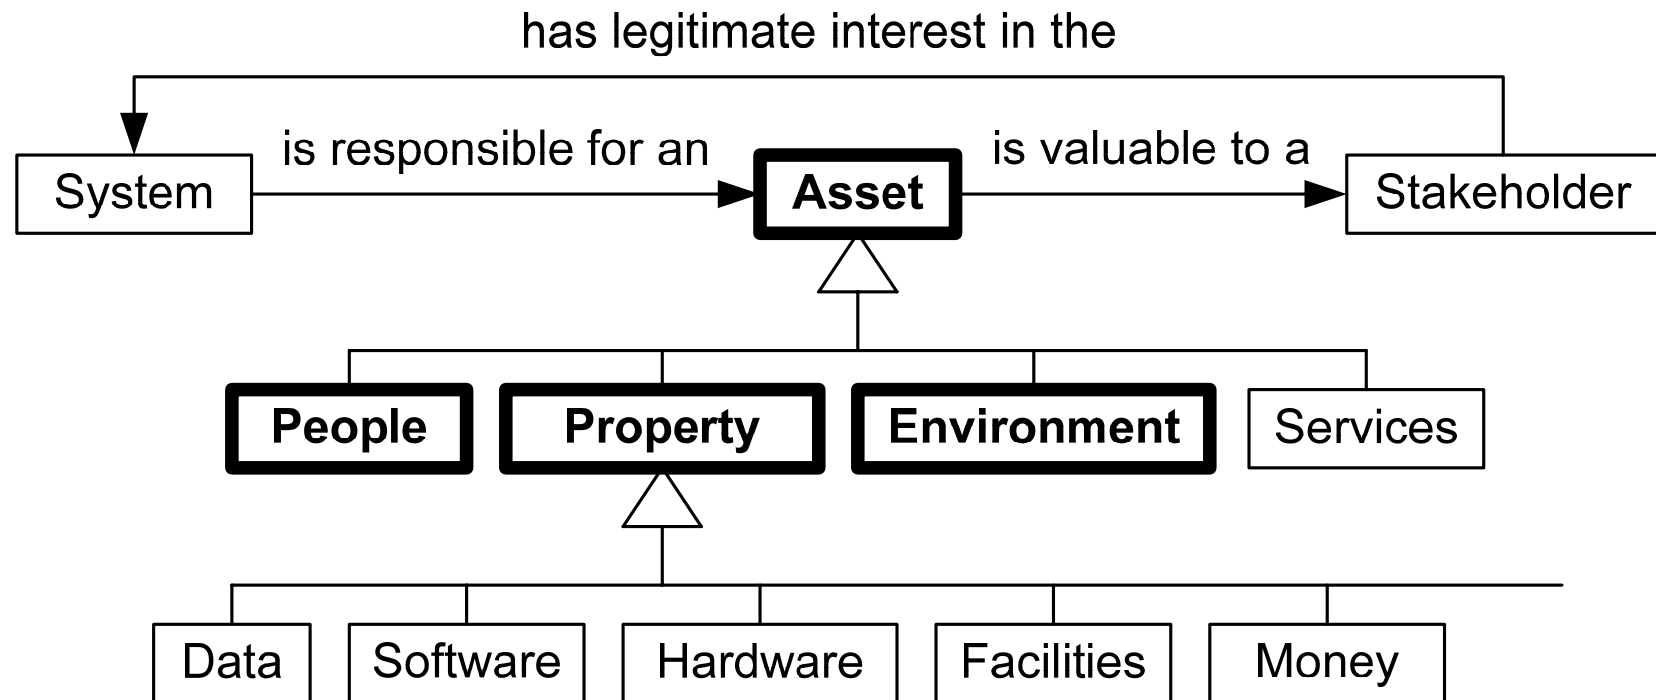 has legitimate interest in the
is responsible for an
is valuable to a
System
Asset
Stakeholder
People
Property
Environment
Services
Data
Software
Hardware
Facilities
Money